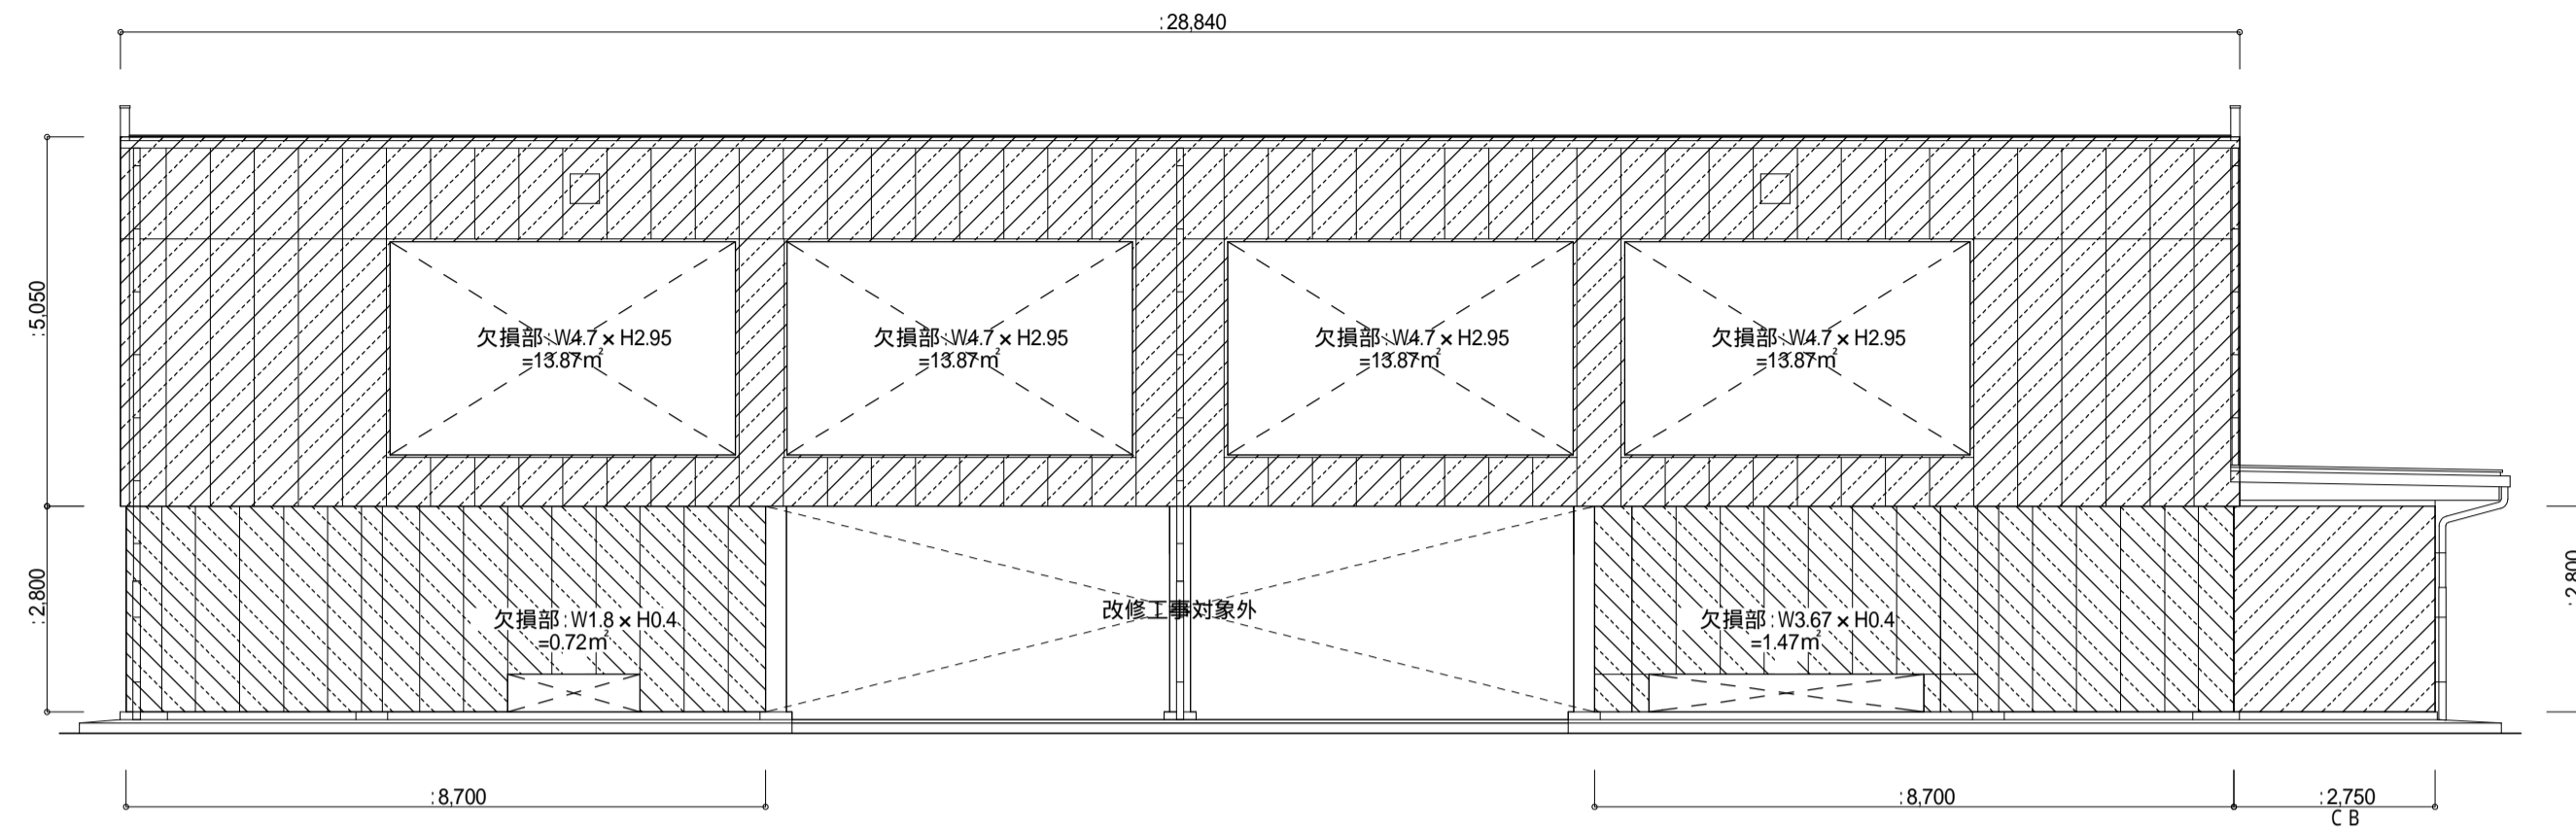 :28,840
:5,050
欠損部:W4.7×H2.95
=13.87㎡
欠損部:W4.7×H2.95
=13.87㎡
欠損部:W4.7×H2.95
=13.87㎡
欠損部:W4.7×H2.95
=13.87㎡
:2,800
欠損部:W1.8×H0.4
=0.72㎡
改修工事対象外
欠損部:W3.67×H0.4
=1.47㎡
:2,800
:8,700
:8,700
:2,750
CB